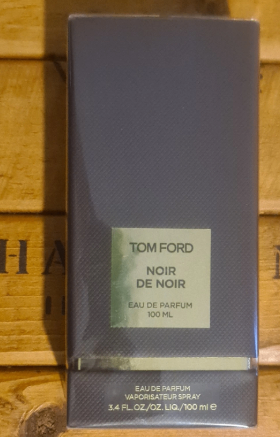 TOM FORD
NOIR
DE NOIR
EAU DE PARFUM
100 ML
EAU DE PARFUM
VAPORISATEUR SPRAY
3.4 FL.OZ./OZ. LIQ./100 ml ℮